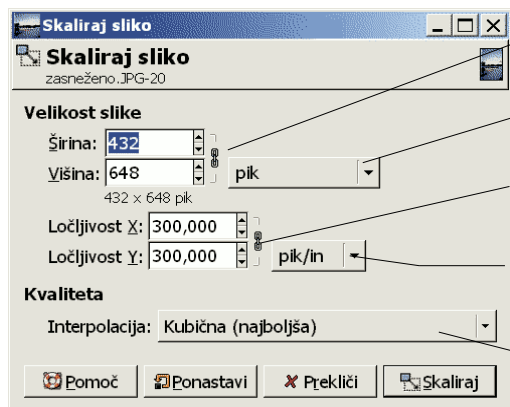 Skaliraj sliko
Skaliraj sliko
zasneženo.JPG-20
Velikost slike
Širina: 432
Višina: 648 pik
432 × 648 pik
Ločljivost X: 300,000
Ločljivost Y: 300,000 pik/in
Kvaliteta
Interpolacija: Kubična (najboljša)
Pomoč Ponastavi Prekliči Skaliraj